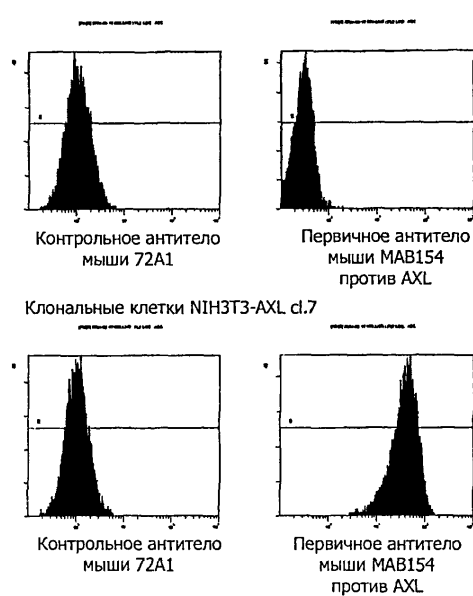 Контрольное антитело
мыши 72A1
Первичное антитело
мыши MAB154
против AXL
Клональные клетки NIH3T3-AXL cl.7
Контрольное антитело
мыши 72A1
Первичное антитело
мыши MAB154
против AXL